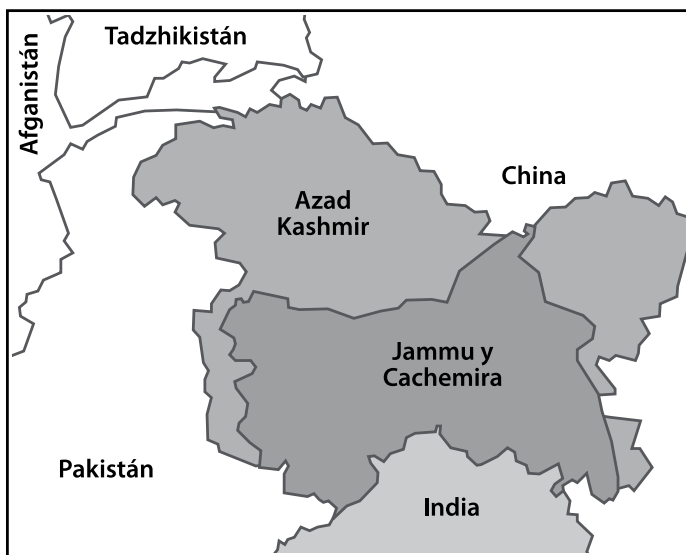 Tadzhikistán
Afganistán
China
Azad
Kashmir
Jammu y
Cachemira
Pakistán
India